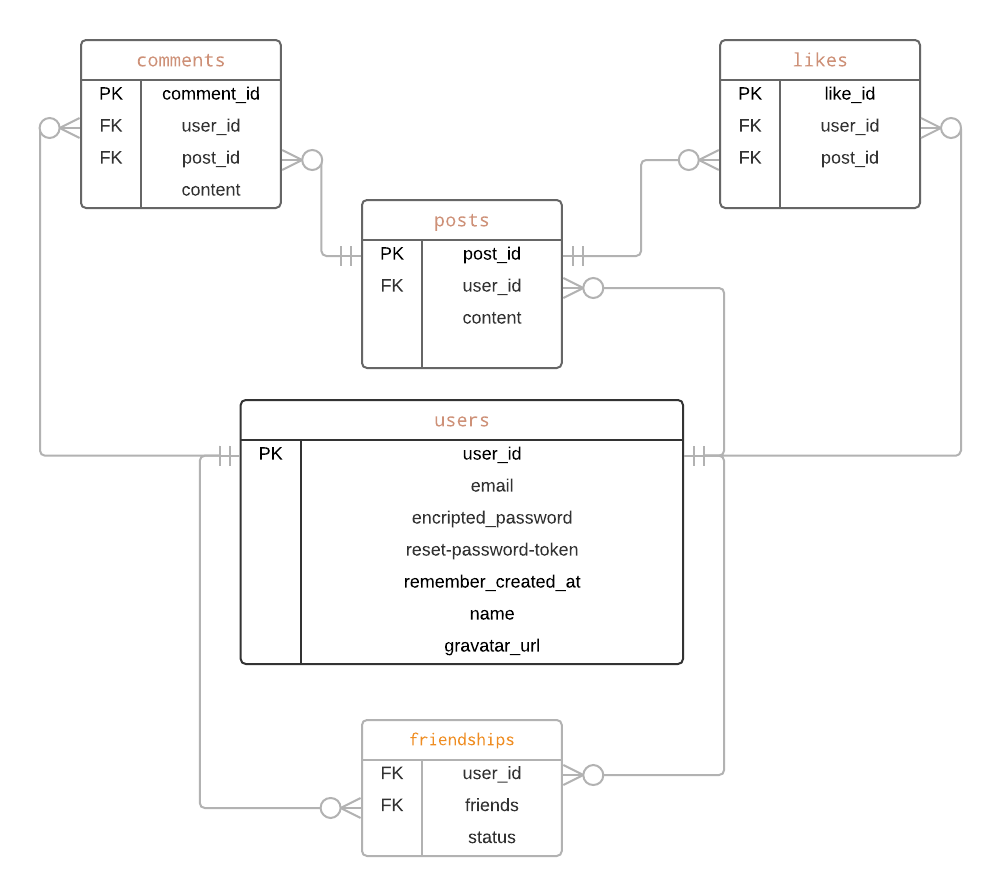 comments
PK comment_id
FK user_id
FK post_id
content
likes
PK like_id
FK user_id
FK post_id
posts
PK post_id
FK user_id
content
users
PK user_id
email
encripted_password
reset-password-token
remember_created_at
name
gravatar_url
friendships
FK user_id
FK friends
status